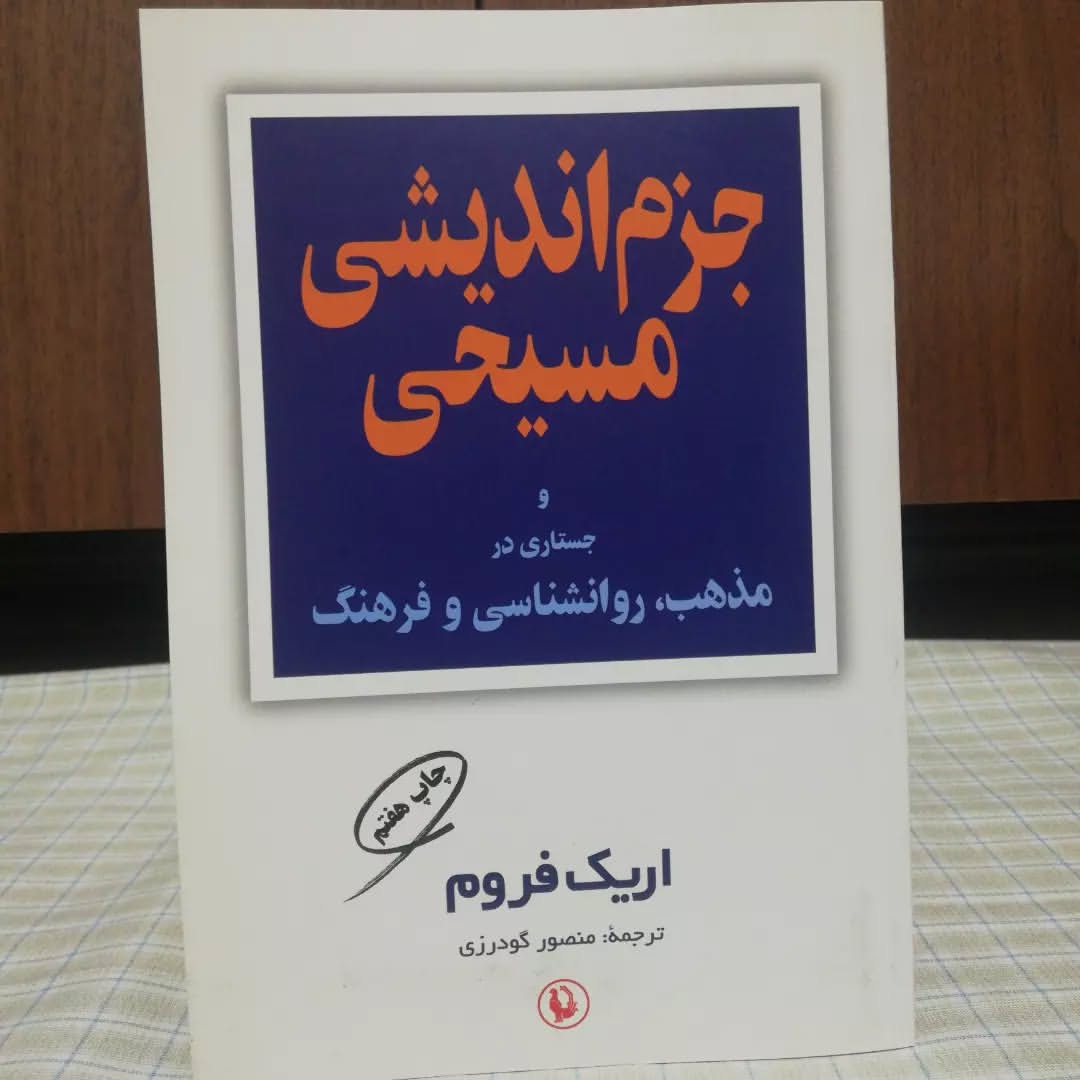 جزم‌اندیشی
مسیحی
و
جستاری در
مذهب، روانشناسی و فرهنگ
چاپ هفتم
اریک فروم
ترجمهٔ: منصور گودرزی